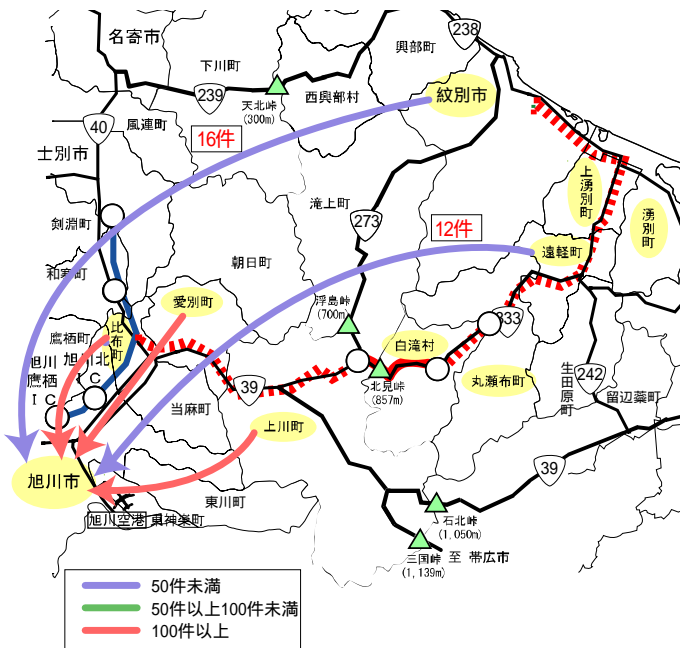 名寄市
下川町
興部町
238
239
天北峠
(300m)
西興部村
紋別市
40
風連町
16件
士別市
上湧別町
湧別町
滝上町
剣淵町
273
12件
遠軽町
朝日町
和寒町
愛別町
浮島峠
(700m)
333
鷹栖町
比布町
白滝村
旭川
鷹栖
IC
旭川北
IC
39
北見峠
(857m)
丸瀬布町
生田原町
242
留辺蘂町
当麻町
上川町
39
旭川市
東川町
石北峠
(1,050m)
旭川空港
東神楽町
三国峠
(1,139m)
至 帯広市
50件未満
50件以上100件未満
100件以上